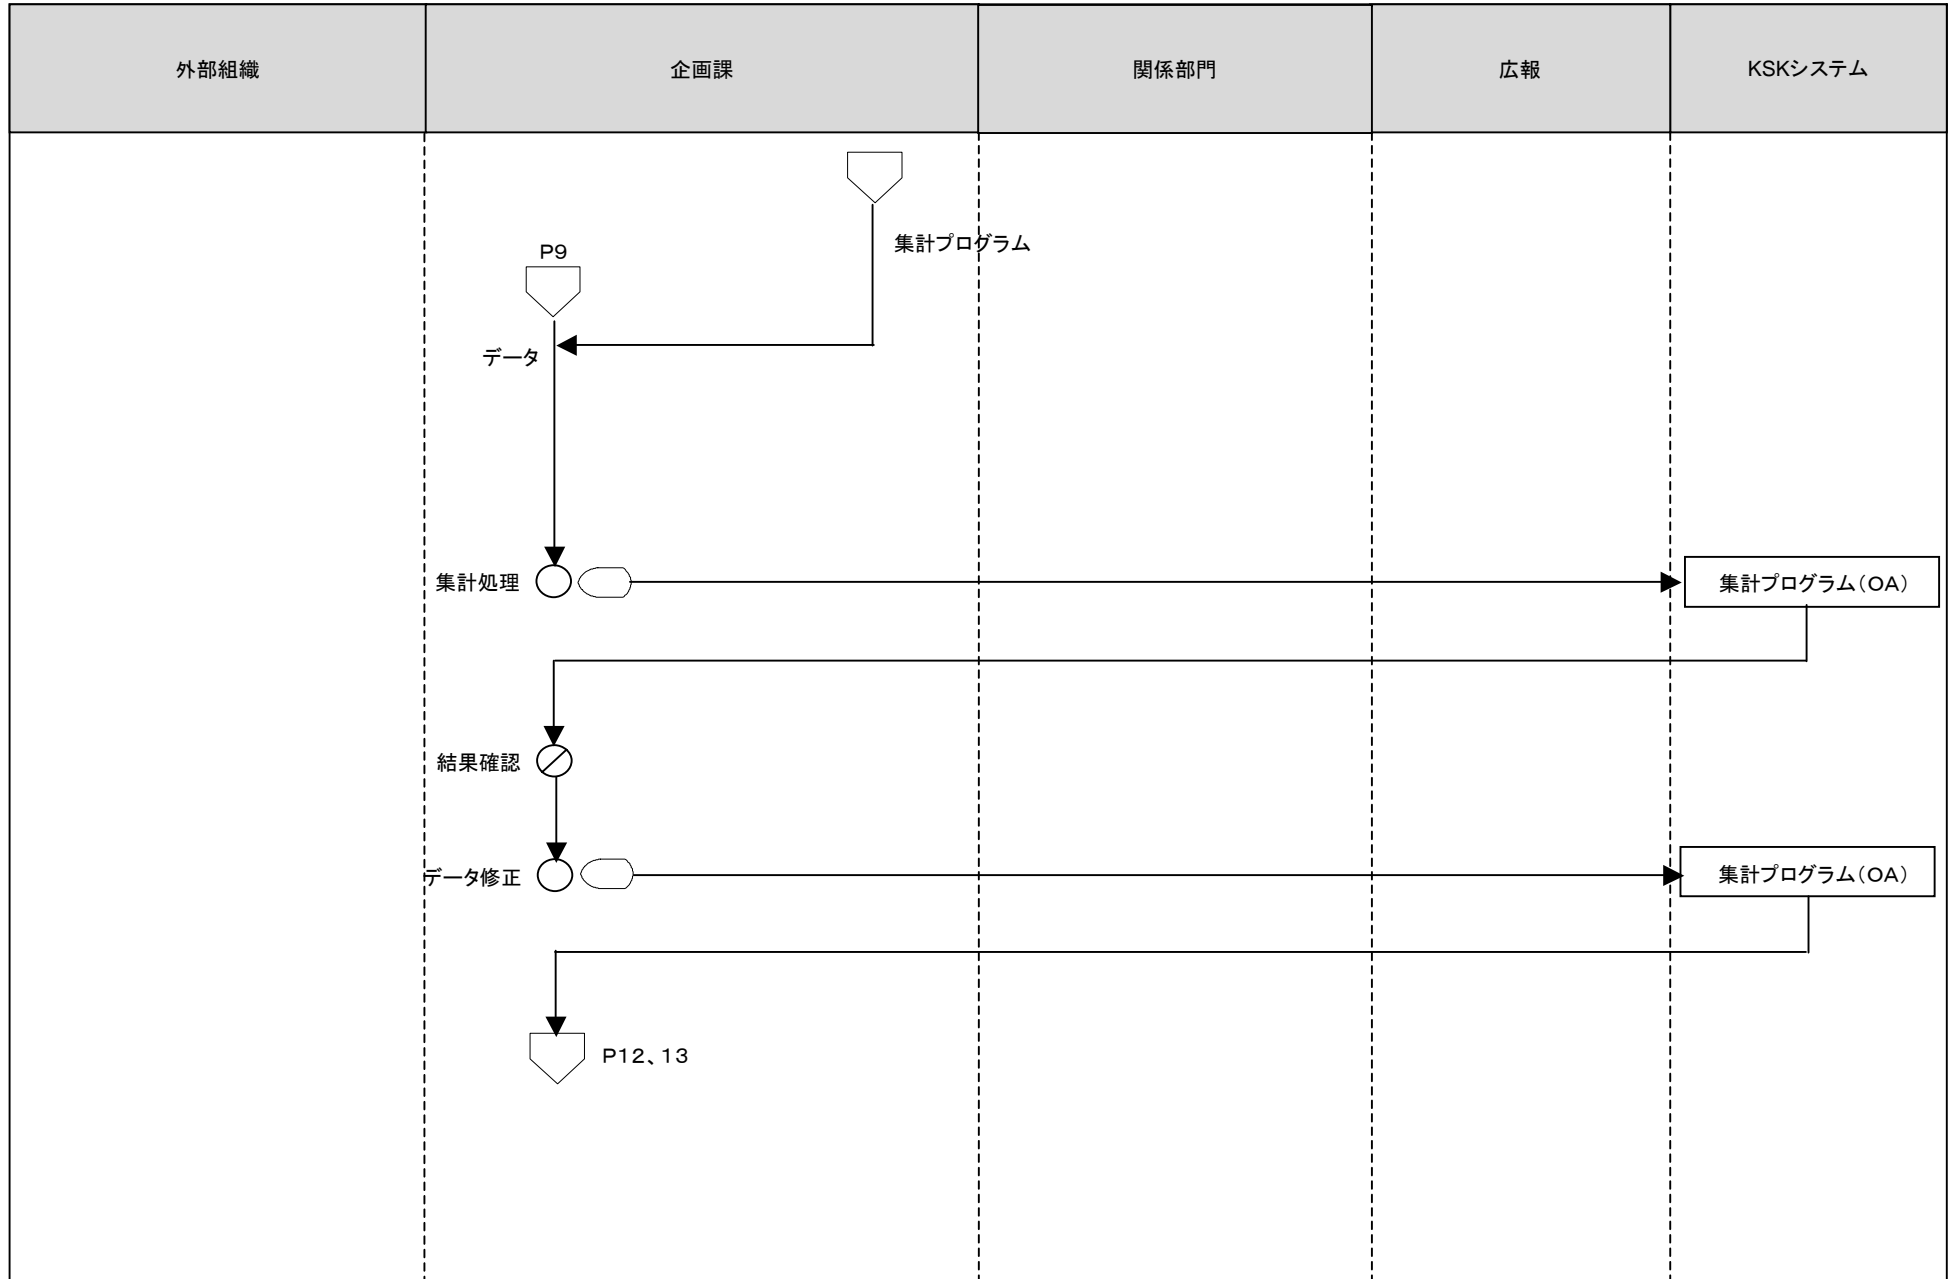 外部組織
企画課
関係部門
広報
KSKシステム
集計プログラム
P9
データ
集計処理
集計プログラム(OA)
結果確認
データ修正
集計プログラム(OA)
P12、13